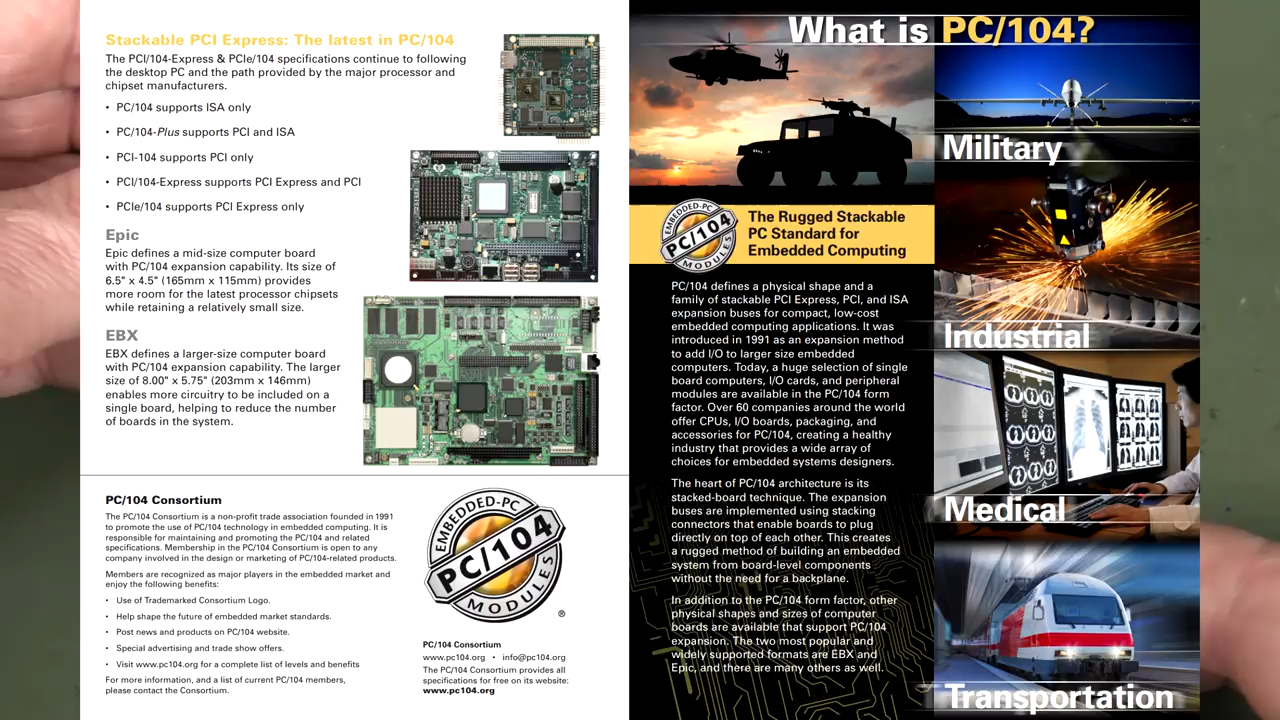 Stackable PCI Express: The latest in PC/104
The PCI/104-Express & PCIe/104 specifications continue to following
the desktop PC and the path provided by the major processor and
chipset manufacturers.
• PC/104 supports ISA only
• PC/104-Plus supports PCI and ISA
• PCI-104 supports PCI only
• PCI/104-Express supports PCI Express and PCI
• PCIe/104 supports PCI Express only
Epic
Epic defines a mid-size computer board
with PC/104 expansion capability. Its size of
6.5" x 4.5" (165mm x 115mm) provides
more room for the latest processor chipsets
while retaining a relatively small size.
EBX
EBX defines a larger-size computer board
with PC/104 expansion capability. The larger
size of 8.00" x 5.75" (203mm x 146mm)
enables more circuitry to be included on a
single board, helping to reduce the number
of boards in the system.
PC/104 Consortium
The PC/104 Consortium is a non-profit trade association founded in 1991
to promote the use of PC/104 technology in embedded computing. It is
responsible for maintaining and promoting the PC/104 and related
specifications. Membership in the PC/104 Consortium is open to any
company involved in the design or marketing of PC/104-related products.
Members are recognized as major players in the embedded market and
enjoy the following benefits:
• Use of Trademarked Consortium Logo.
• Help shape the future of embedded market standards.
• Post news and products on PC/104 website.
• Special advertising and trade show offers.
• Visit www.pc104.org for a complete list of levels and benefits
For more information, and a list of current PC/104 members,
please contact the Consortium.
EMBEDDED-PC
PC/104
MODULES
®
PC/104 Consortium
www.pc104.org • info@pc104.org
The PC/104 Consortium provides all
specifications for free on its website:
www.pc104.org
What is PC/104?
EMBEDDED-PC
PC/104
MODULES
The Rugged Stackable
PC Standard for
Embedded Computing
PC/104 defines a physical shape and a
family of stackable PCI Express, PCI, and ISA
expansion buses for compact, low-cost
embedded computing applications. It was
introduced in 1991 as an expansion method
to add I/O to larger size embedded
computers. Today, a huge selection of single
board computers, I/O cards, and peripheral
modules are available in the PC/104 form
factor. Over 60 companies around the world
offer CPUs, I/O boards, packaging, and
accessories for PC/104, creating a healthy
industry that provides a wide array of
choices for embedded systems designers.
The heart of PC/104 architecture is its
stacked-board technique. The expansion
buses are implemented using stacking
connectors that enable boards to plug
directly on top of each other. This creates
a rugged method of building an embedded
system from board-level components
without the need for a backplane.
In addition to the PC/104 form factor, other
physical shapes and sizes of computer
boards are available that support PC/104
expansion. The two most popular and
widely supported formats are EBX and
Epic, and there are many others as well.
Military
Industrial
Medical
Transportation